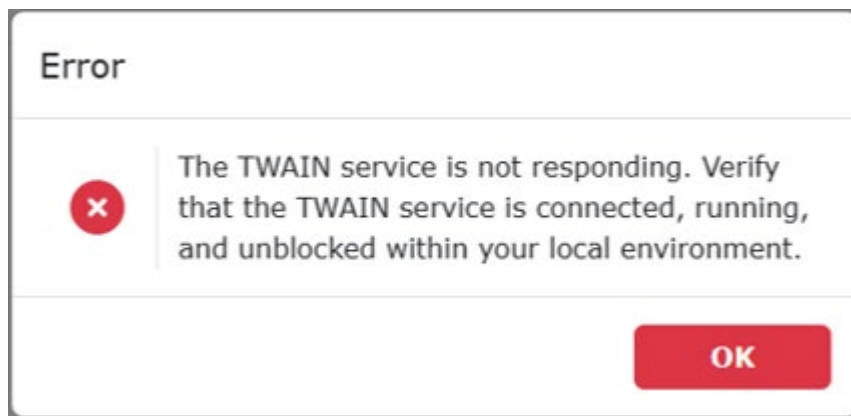 Error
The TWAIN service is not responding. Verify
that the TWAIN service is connected, running,
and unblocked within your local environment.
OK